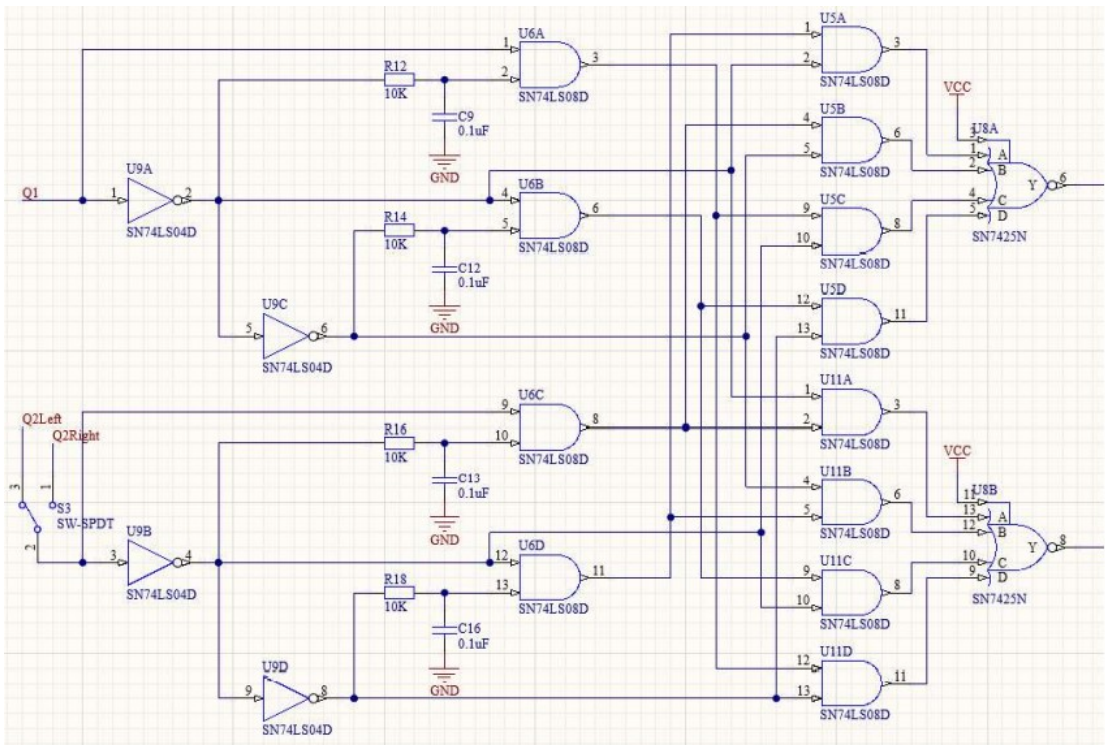 U6A
1
2
3
SN74LS08D
R12
10K
C9
0.1uF
GND
Q1
U9A
1
2
SN74LS04D
U6B
4
5
6
SN74LS08D
R14
10K
C12
0.1uF
GND
U9C
5
6
SN74LS04D
U6C
9
10
8
SN74LS08D
R16
10K
C13
0.1uF
GND
Q2Left
Q2Right
3
1
S3
SW-SPDT
2
U9B
3
4
SN74LS04D
U6D
12
13
11
SN74LS08D
R18
10K
C16
0.1uF
GND
U9D
9
8
SN74LS04D
U5A
1
2
3
SN74LS08D
U5B
4
5
6
SN74LS08D
U5C
9
10
8
SN74LS08D
U5D
12
13
11
SN74LS08D
U11A
1
2
3
SN74LS08D
U11B
4
5
6
SN74LS08D
U11C
9
10
8
SN74LS08D
U11D
12
13
11
SN74LS08D
VCC
U8A
3
1
2
4
5
A
B
C
D
Y
6
SN7425N
VCC
U8B
11
13
12
10
9
A
B
C
D
Y
8
SN7425N